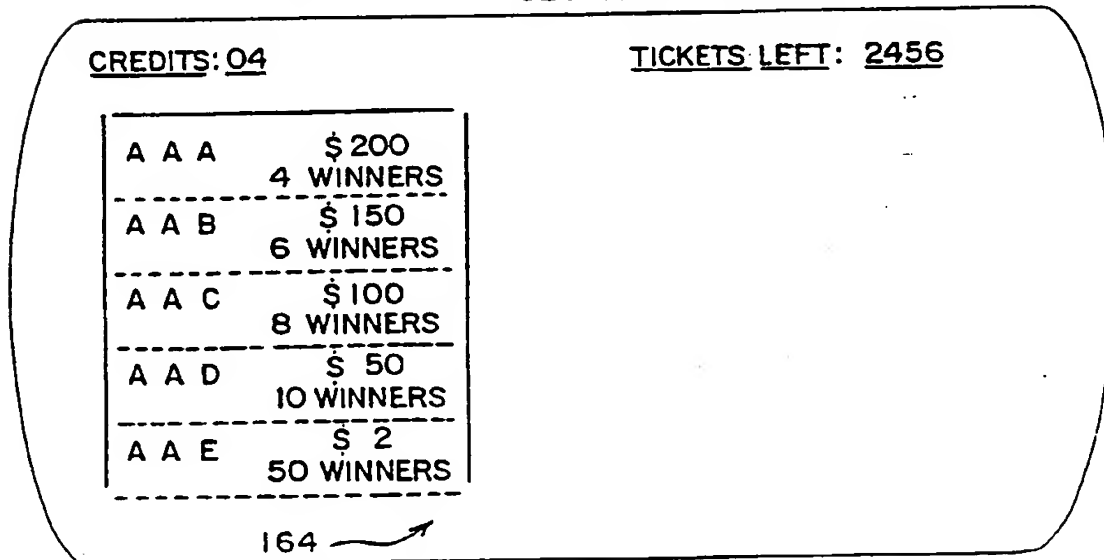 CREDITS: 04 TICKETS LEFT: 2456
A A A $ 200
4 WINNERS
A A B $ 150
6 WINNERS
A A C $ 100
8 WINNERS
A A D $ 50
10 WINNERS
A A E $ 2
50 WINNERS
164